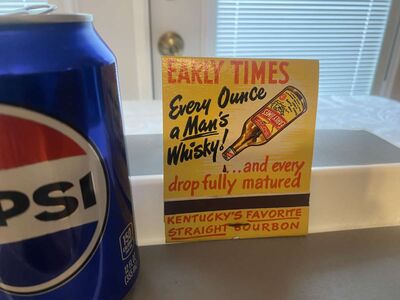 EARLY TIMES
Every Ounce
a Man's
Whisky!
...and every
drop fully matured
KENTUCKY'S FAVORITE
STRAIGHT BOURBON
PSI